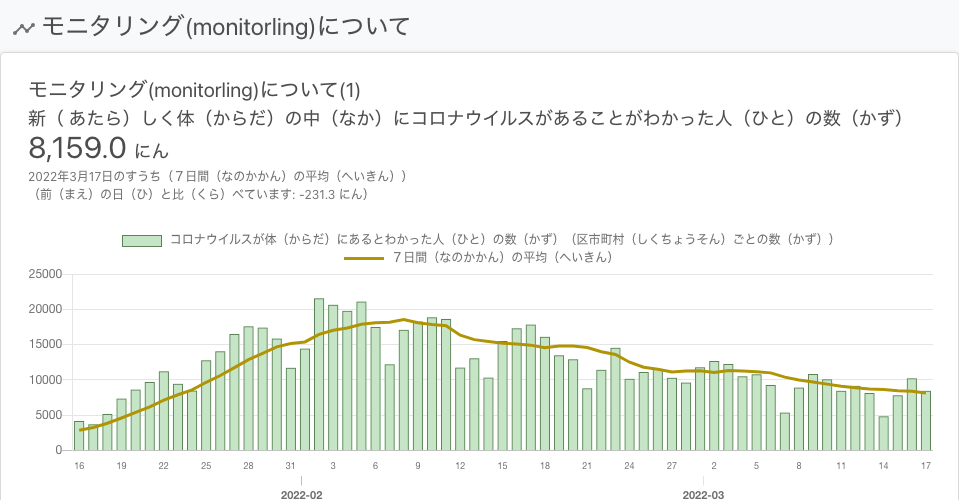 モニタリング(monitorling)について
モニタリング(monitorling)について(1)
新（ あたら）しく体（からだ）の中（なか）にコロナウイルスがあることがわかった人（ひと）の数（かず）
8,159.0 にん
2022年3月17日のすうち（７日間（なのかかん）の平均（へいきん））
（前（まえ）の日（ひ）と比（くら）べています: -231.3 にん）
コロナウイルスが体（からだ）にあるとわかった人（ひと）の数（かず）（区市町村（しくちょうそん）ごとの数（かず））
７日間（なのかかん）の平均（へいきん）
25000
20000
15000
10000
5000
0
16 19 22 25 28 31 3 6 9 12 15 18 21 24 27 2 5 8 11 14 17
2022-02 2022-03